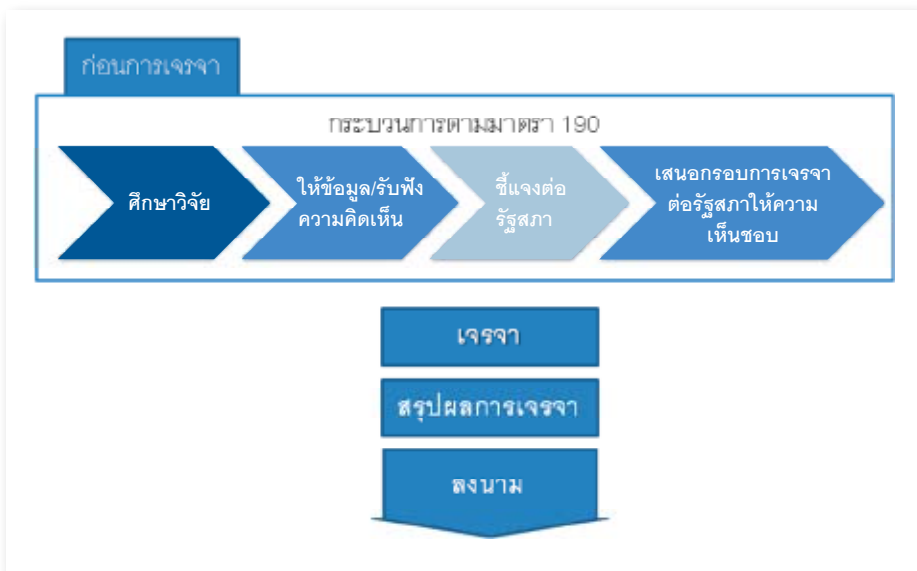 ก่อนการเจรจา
กระบวนการตามมาตรา 190
ศึกษาวิจัย
ให้ข้อมูล/รับฟัง
ความคิดเห็น
ชี้แจงต่อ
รัฐสภา
เสนอกรอบการเจรจา
ต่อรัฐสภาให้ความ
เห็นชอบ
เจรจา
สรุปผลการเจรจา
ลงนาม